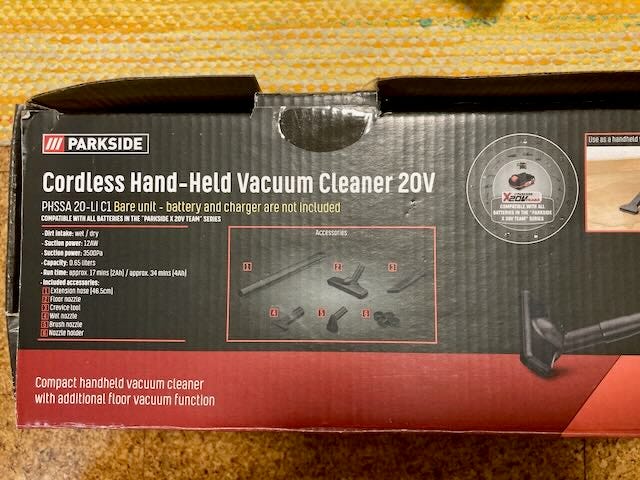 PARKSIDE
Cordless Hand-Held Vacuum Cleaner 20V
PHSSA 20-LI C1 Bare unit - battery and charger are not included
COMPATIBLE WITH ALL BATTERIES IN THE "PARKSIDE X 20V TEAM" SERIES
· Dirt intake: wet / dry
· Suction power: 12AW
· Suction power: 3500Pa
· Capacity: 0.65 liters
· Run time: approx. 17 mins (2Ah) / approx. 34 mins (4Ah)
· Included accessories:
1 Extension hose (46.5cm)
2 Floor nozzle
3 Crevice tool
4 Wet nozzle
5 Brush nozzle
6 Nozzle holder
Accessories
1
2
3
4
5
6
X20V TEAM
COMPATIBLE WITH ALL
BATTERIES IN THE "PARKSIDE
X 20V TEAM" SERIES
Use as a handheld
Compact handheld vacuum cleaner
with additional floor vacuum function